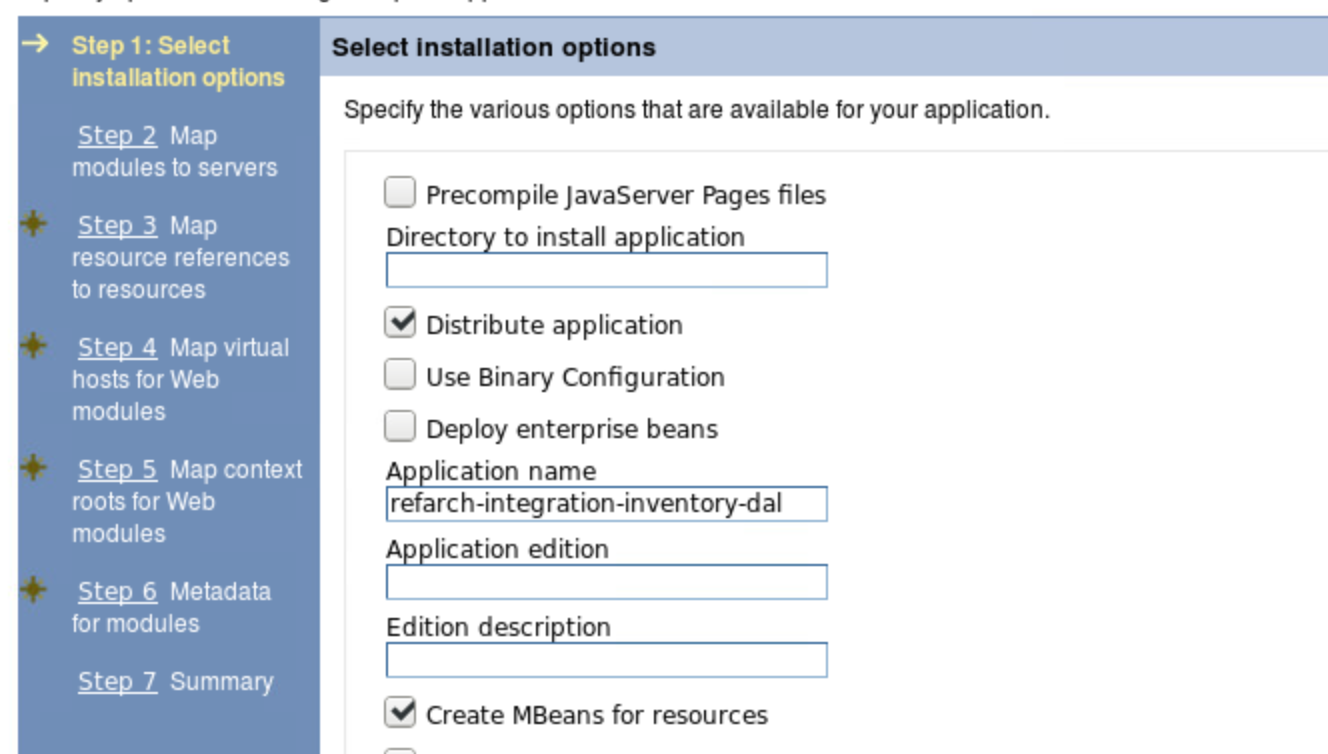 Step 1: Select
installation options
Step 2 Map
modules to servers
Step 3 Map
resource references
to resources
Step 4 Map virtual
hosts for Web
modules
Step 5 Map context
roots for Web
modules
Step 6 Metadata
for modules
Step 7 Summary
Select installation options
Specify the various options that are available for your application.
Precompile JavaServer Pages files
Directory to install application
Distribute application
Use Binary Configuration
Deploy enterprise beans
Application name
refarch-integration-inventory-dal
Application edition
Edition description
Create MBeans for resources